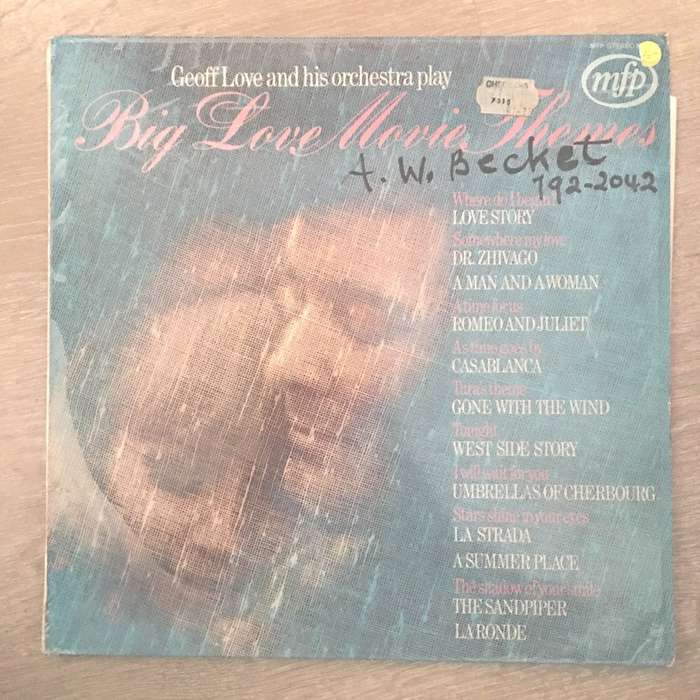 Geoff Love and his orchestra play
mfp
Big Love Movie Themes
7315
A. W. Becket
792-2042
Where do I begin
LOVE STORY
Somewhere my love
DR. ZHIVAGO
A MAN AND A WOMAN
A time for us
ROMEO AND JULIET
As time goes by
CASABLANCA
Tara's theme
GONE WITH THE WIND
Tonight
WEST SIDE STORY
I will wait for you
UMBRELLAS OF CHERBOURG
Stars shine in your eyes
LA STRADA
A SUMMER PLACE
The shadow of your smile
THE SANDPIPER
LA RONDE